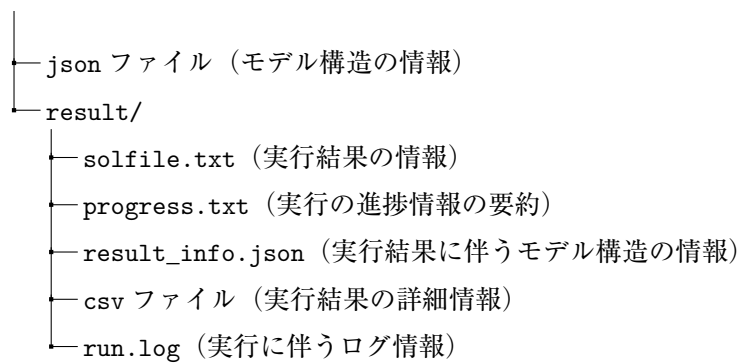 json ファイル（モデル構造の情報）
result/
solfile.txt（実行結果の情報）
progress.txt（実行の進捗情報の要約）
result_info.json（実行結果に伴うモデル構造の情報）
csv ファイル（実行結果の詳細情報）
run.log（実行に伴うログ情報）